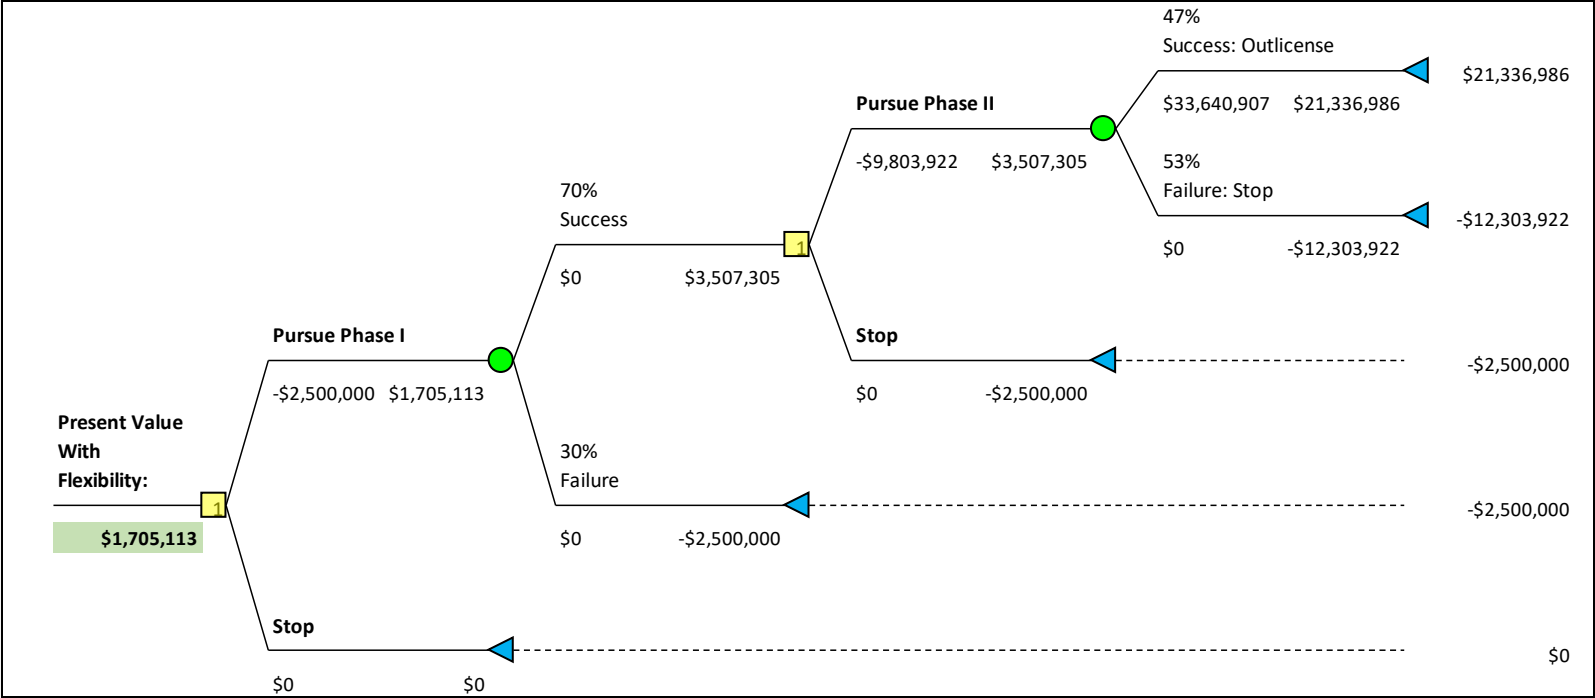 47%
Success: Outlicense
$21,336,986
Pursue Phase II
$33,640,907 $21,336,986
-$9,803,922 $3,507,305
53%
Failure: Stop
70%
Success
-$12,303,922
1
$0 -$12,303,922
$0 $3,507,305
Pursue Phase I
Stop
-$2,500,000
-$2,500,000 $1,705,113
$0 -$2,500,000
Present Value
With
Flexibility:
30%
Failure
1
-$2,500,000
$1,705,113
$0 -$2,500,000
Stop
$0
$0 $0